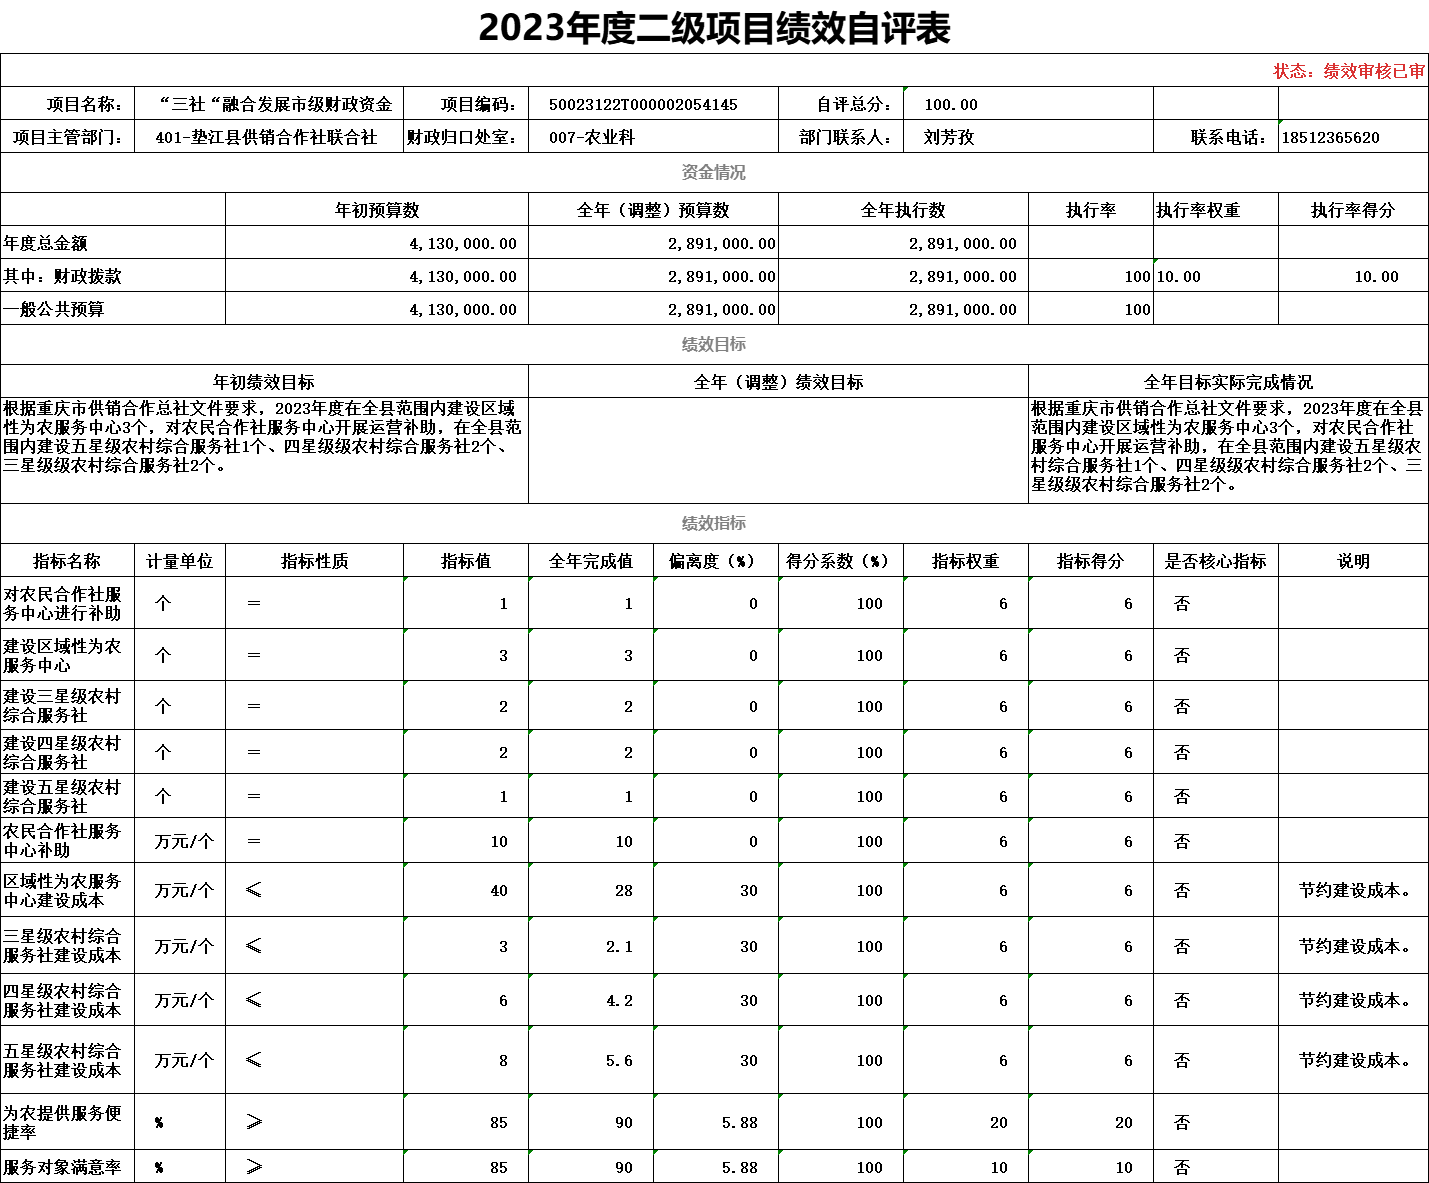 2023年度二级项目绩效自评表
状态：绩效审核已审
项目名称： “三社“融合发展市级财政资金 项目编码： 50023122T000002054145 自评总分： 100.00
项目主管部门： 401-垫江县供销合作社联合社 财政归口处室： 007-农业科 部门联系人： 刘芳孜 联系电话： 18512365620
资金情况
年初预算数 全年（调整）预算数 全年执行数 执行率 执行率权重 执行率得分
年度总金额 4,130,000.00 2,891,000.00 2,891,000.00
其中：财政拨款 4,130,000.00 2,891,000.00 2,891,000.00 100 10.00 10.00
一般公共预算 4,130,000.00 2,891,000.00 2,891,000.00 100
绩效目标
年初绩效目标 全年（调整）绩效目标 全年目标实际完成情况
根据重庆市供销合作总社文件要求，2023年度在全县范围内建设区域
性为农服务中心3个，对农民合作社服务中心开展运营补助，在全县范
围内建设五星级农村综合服务社1个、四星级级农村综合服务社2个、
三星级级农村综合服务社2个。
根据重庆市供销合作总社文件要求，2023年度在全县
范围内建设区域性为农服务中心3个，对农民合作社
服务中心开展运营补助，在全县范围内建设五星级农
村综合服务社1个、四星级级农村综合服务社2个、三
星级级农村综合服务社2个。
绩效指标
指标名称 计量单位 指标性质 指标值 全年完成值 偏离度（%） 得分系数（%） 指标权重 指标得分 是否核心指标 说明
对农民合作社服
务中心进行补助 个 ＝ 1 1 0 100 6 6 否
建设区域性为农
服务中心 个 ＝ 3 3 0 100 6 6 否
建设三星级农村
综合服务社 个 ＝ 2 2 0 100 6 6 否
建设四星级农村
综合服务社 个 ＝ 2 2 0 100 6 6 否
建设五星级农村
综合服务社 个 ＝ 1 1 0 100 6 6 否
农民合作社服务
中心补助 万元/个 ＝ 10 10 0 100 6 6 否
区域性为农服务
中心建设成本 万元/个 ≤ 40 28 30 100 6 6 否 节约建设成本。
三星级农村综合
服务社建设成本 万元/个 ≤ 3 2.1 30 100 6 6 否 节约建设成本。
四星级农村综合
服务社建设成本 万元/个 ≤ 6 4.2 30 100 6 6 否 节约建设成本。
五星级农村综合
服务社建设成本 万元/个 ≤ 8 5.6 30 100 6 6 否 节约建设成本。
为农提供服务便
捷率 % ≥ 85 90 5.88 100 20 20 否
服务对象满意率 % ≥ 85 90 5.88 100 10 10 否